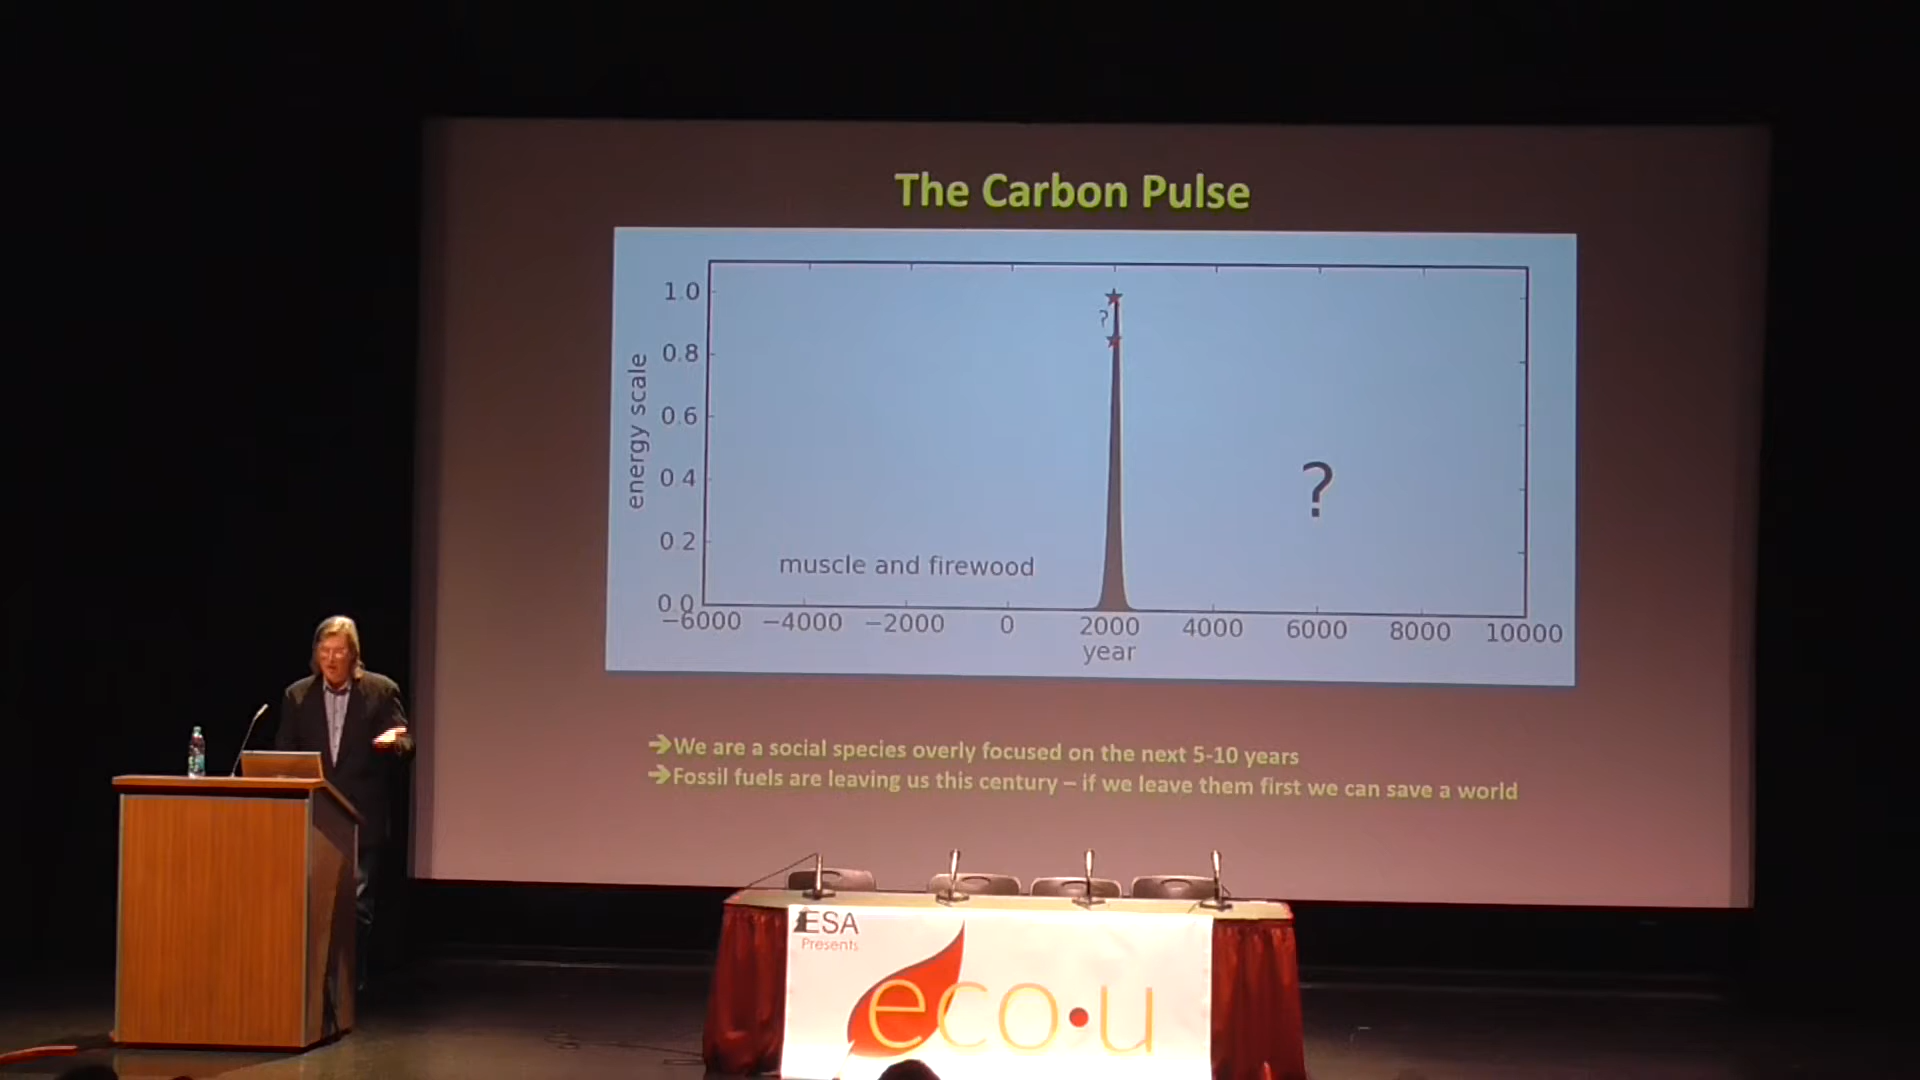 The Carbon Pulse
1.0
0.8
0.6
0.4
0.2
0.0
energy scale
?
?
muscle and firewood
−6000 −4000 −2000 0 2000 4000 6000 8000 10000
year
➔We are a social species overly focused on the next 5-10 years
➔Fossil fuels are leaving us this century – if we leave them first we can save a world
ESA
Presents
eco•u